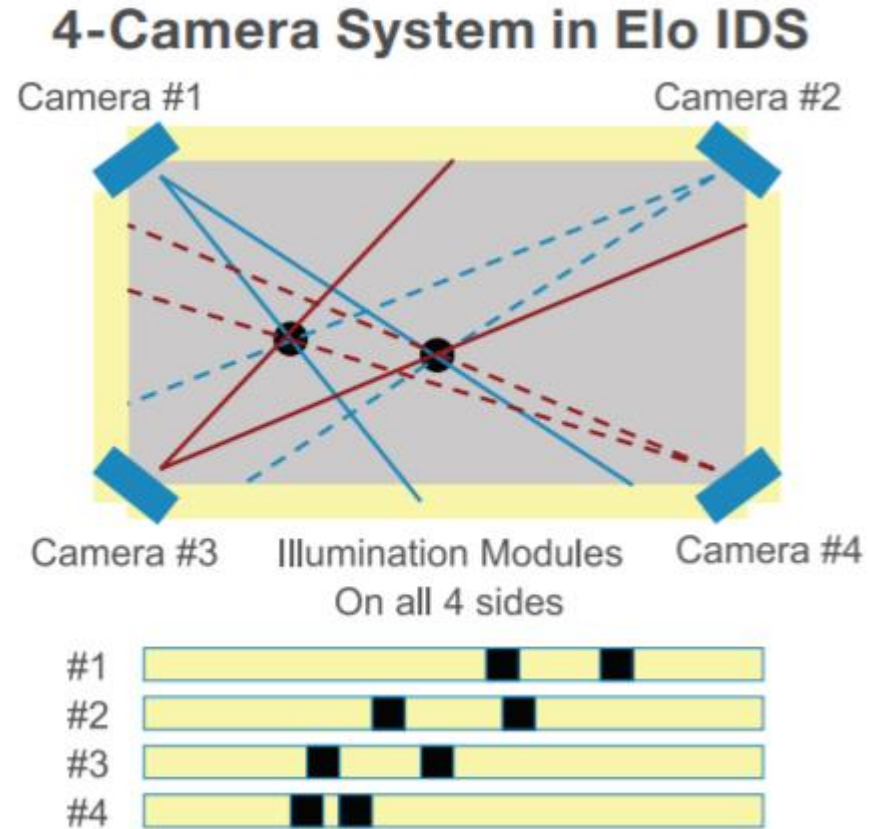 4-Camera System in Elo IDS
Camera #1
Camera #2
Camera #3
Illumination Modules
On all 4 sides
Camera #4
#1
#2
#3
#4